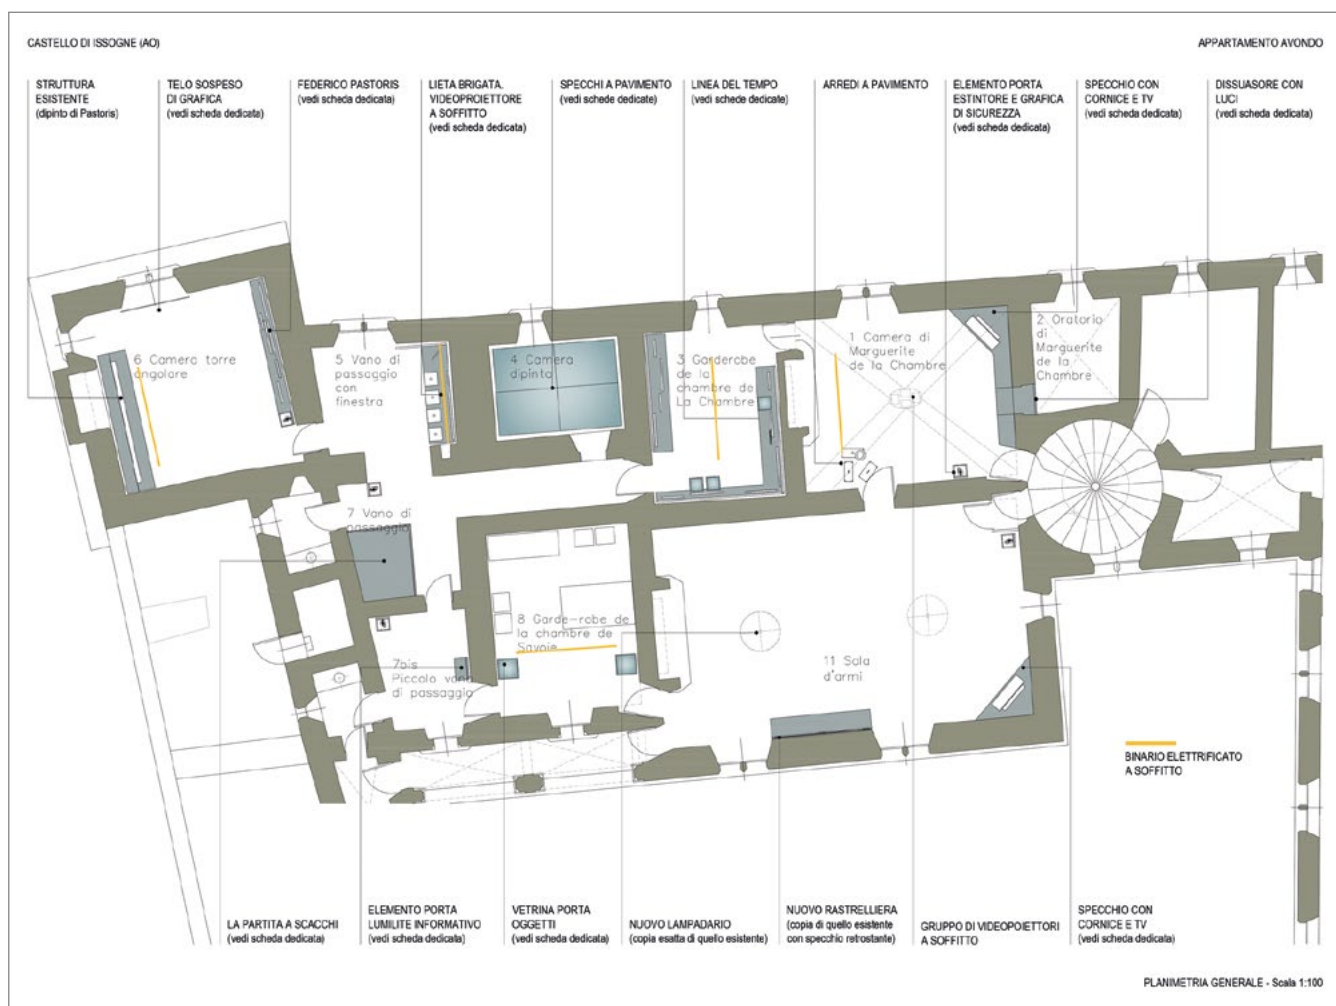 CASTELLO DI ISSOGNE (AO)
APPARTAMENTO AVONDO
STRUTTURA
ESISTENTE
(dipinto di Pastoris)
TELO SOSPESO
DI GRAFICA
(vedi scheda dedicata)
FEDERICO PASTORIS
(vedi scheda dedicata)
LIETA BRIGATA.
VIDEOPROIETTORE
A SOFFITTO
(vedi scheda dedicata)
SPECCHI A PAVIMENTO
(vedi schede dedicate)
LINEA DEL TEMPO
(vedi schede dedicate)
ARREDI A PAVIMENTO
ELEMENTO PORTA
ESTINTORE E GRAFICA
DI SICUREZZA
(vedi scheda dedicata)
SPECCHIO CON
CORNICE E TV
(vedi scheda dedicata)
DISSUASORE CON
LUCI
(vedi scheda dedicata)
6 Camera torre
angolare
5 Vano di
passaggio
con
finestra
4 Camera
dipinta
3 Garderobe
de la
chambre de
La Chambre
1 Camera di
Marguerite
de la Chambre
2 Oratorio
di
Marguerite
de la
Chambre
7 Vano di
passaggio
8 Garde-robe de
la chambre de
Savoie
7bis
Piccolo vano
di passaggio
11 Sala
d'armi
BINARIO ELETTRIFICATO
A SOFFITTO
LA PARTITA A SCACCHI
(vedi scheda dedicata)
ELEMENTO PORTA
LUMILITE INFORMATIVO
(vedi scheda dedicata)
VETRINA PORTA
OGGETTI
(vedi scheda dedicata)
NUOVO LAMPADARIO
(copia esatta di quello esistente)
NUOVO RASTRELLIERA
(copia di quello esistente
con specchio retrostante)
GRUPPO DI VIDEOPOIETTORI
A SOFFITTO
SPECCHIO CON
CORNICE E TV
(vedi scheda dedicata)
PLANIMETRIA GENERALE - Scala 1:100